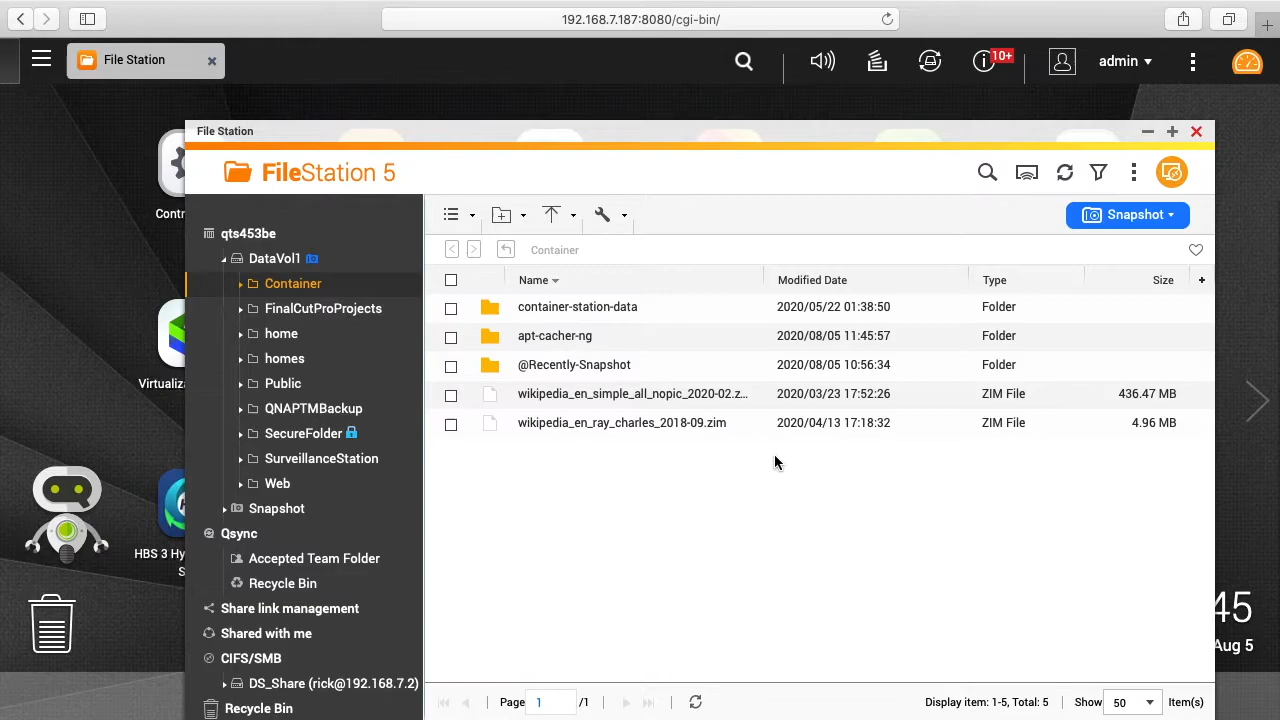 192.168.7.187:8080/cgi-bin/
File Station
10+
admin
File Station
FileStation 5
Snapshot
Container
Name
Modified Date
Type
Size
container-station-data
2020/05/22 01:38:50
Folder
apt-cacher-ng
2020/08/05 11:45:57
Folder
@Recently-Snapshot
2020/08/05 10:56:34
Folder
wikipedia_en_simple_all_nopic_2020-02.z...
2020/03/23 17:52:26
ZIM File
436.47 MB
wikipedia_en_ray_charles_2018-09.zim
2020/04/13 17:18:32
ZIM File
4.96 MB
qts453be
DataVol1
Container
FinalCutProProjects
home
homes
Public
QNAPTMBackup
SecureFolder
SurveillanceStation
Web
Snapshot
Qsync
Accepted Team Folder
Recycle Bin
Share link management
Shared with me
CIFS/SMB
DS_Share (rick@192.168.7.2)
Recycle Bin
Page 1 /1
Display item: 1-5, Total: 5
Show 50 Item(s)
Contr
Virtualiz
HBS 3 Hy
S
45
Aug 5